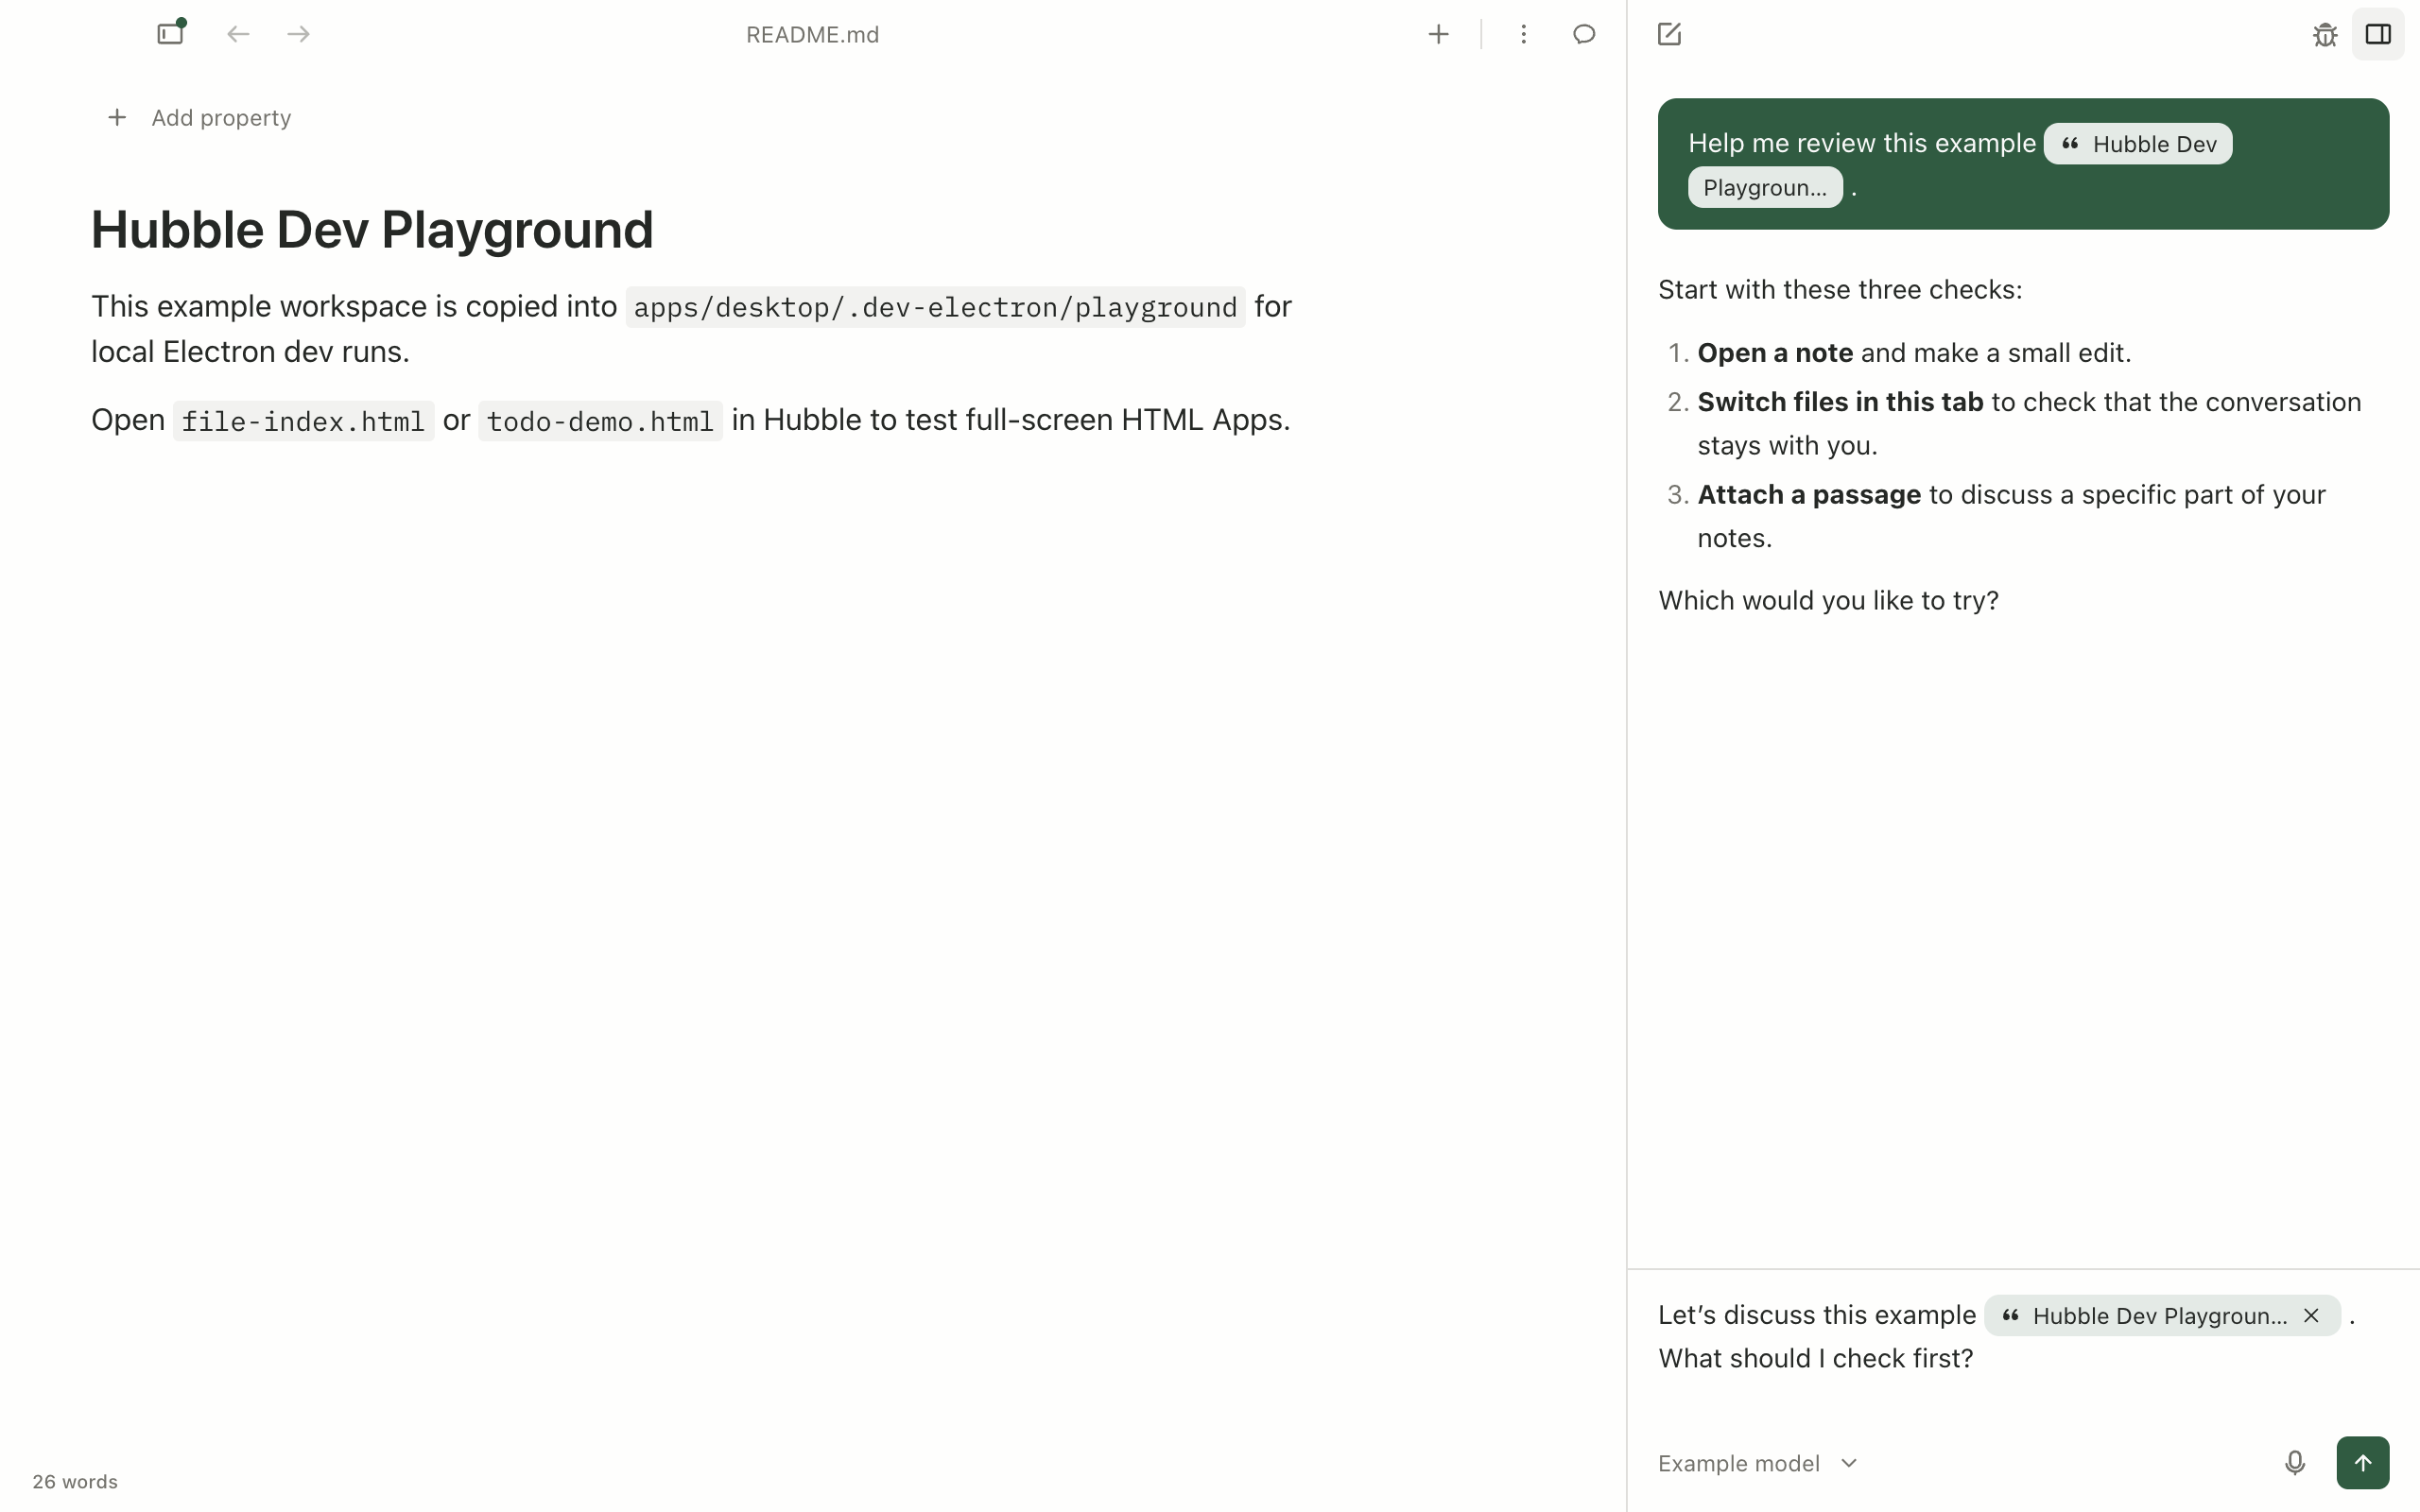 README.md
Add property
Hubble Dev Playground
This example workspace is copied into apps/desktop/.dev-electron/playground for
local Electron dev runs.
Open file-index.html or todo-demo.html in Hubble to test full-screen HTML Apps.
26 words
Help me review this example “ Hubble Dev
Playgroun... .
Start with these three checks:
1. Open a note and make a small edit.
2. Switch files in this tab to check that the conversation
stays with you.
3. Attach a passage to discuss a specific part of your
notes.
Which would you like to try?
Let’s discuss this example “ Hubble Dev Playgroun... .
What should I check first?
Example model